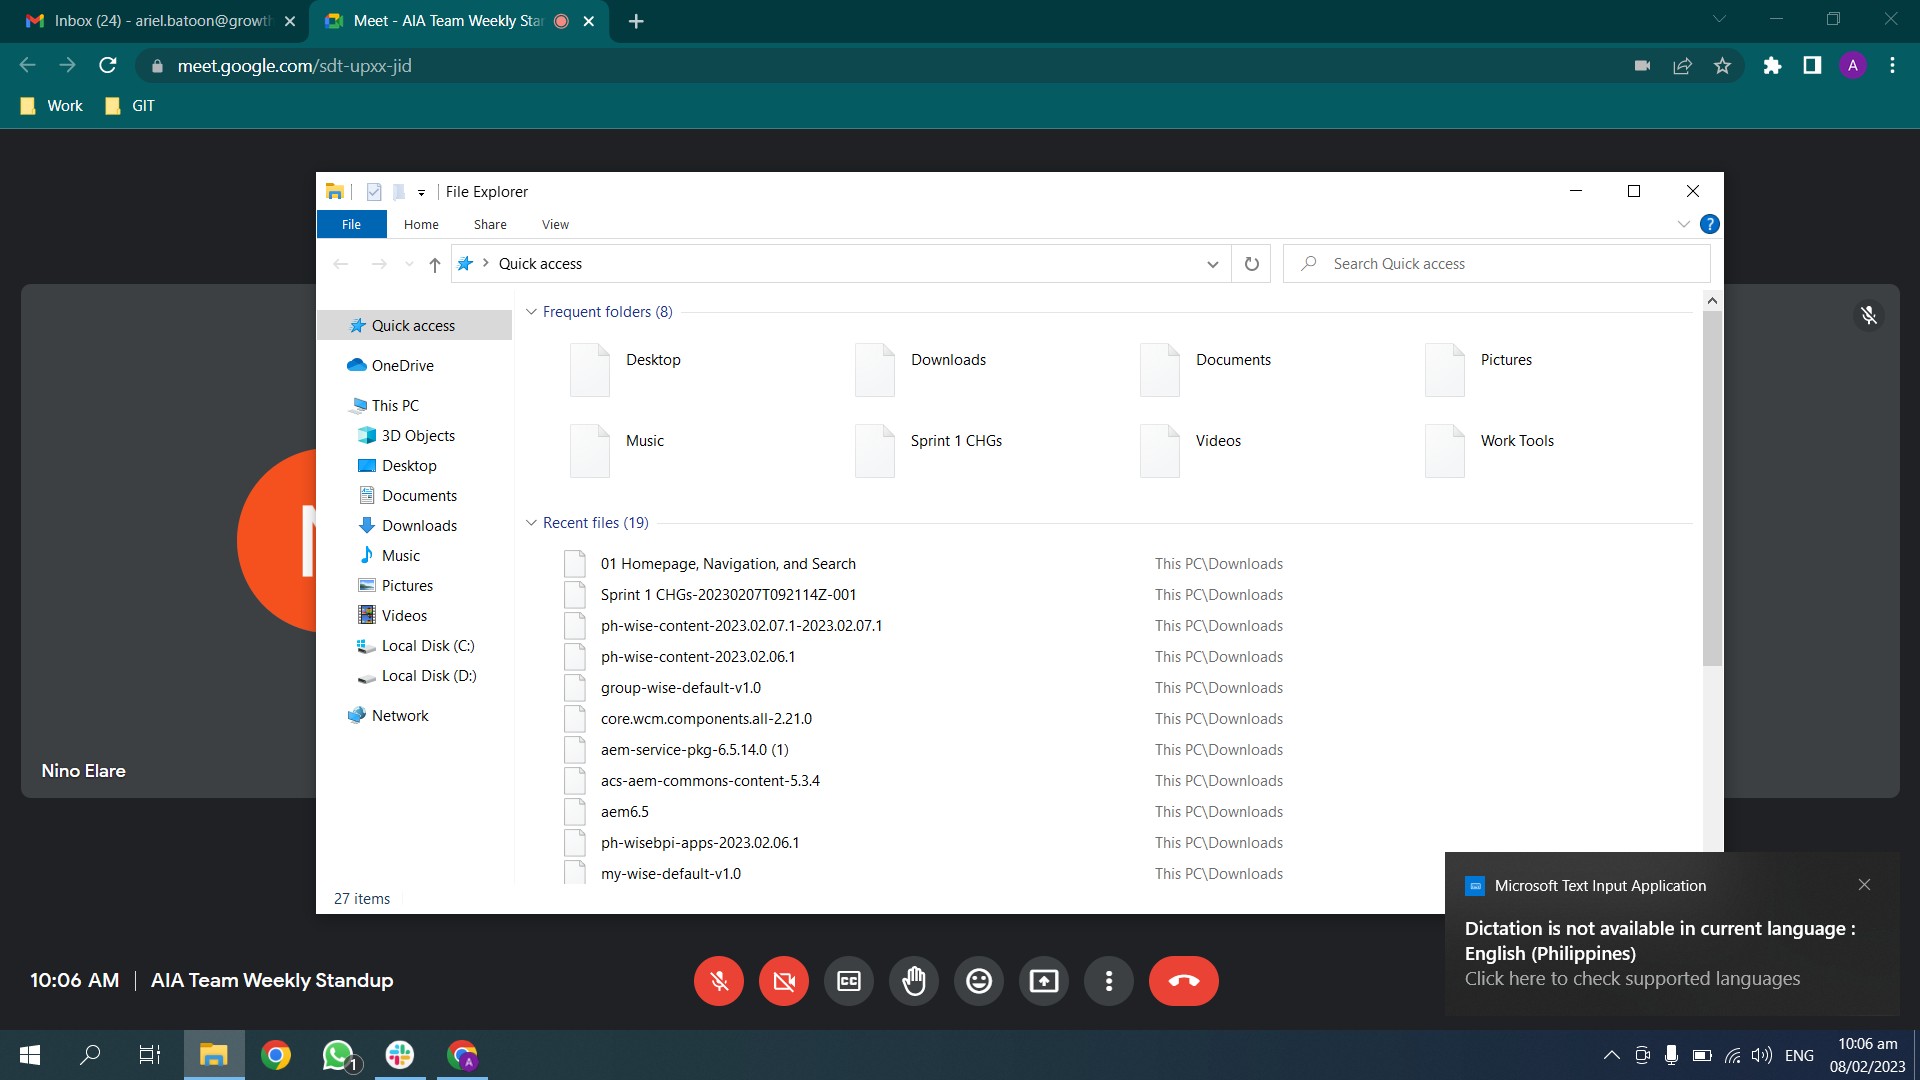 Inbox (24) - ariel.batoon@growth
Meet - AIA Team Weekly Star
meet.google.com/sdt-upxx-jid
A
Work
GIT
File Explorer
File
Home
Share
View
?
Quick access
Search Quick access
Quick access
OneDrive
This PC
3D Objects
Desktop
Documents
Downloads
Music
Pictures
Videos
Local Disk (C:)
Local Disk (D:)
Network
Frequent folders (8)
Desktop
Downloads
Documents
Pictures
Music
Sprint 1 CHGs
Videos
Work Tools
Recent files (19)
01 Homepage, Navigation, and Search This PC\Downloads
Sprint 1 CHGs-20230207T092114Z-001 This PC\Downloads
ph-wise-content-2023.02.07.1-2023.02.07.1 This PC\Downloads
ph-wise-content-2023.02.06.1 This PC\Downloads
group-wise-default-v1.0 This PC\Downloads
core.wcm.components.all-2.21.0 This PC\Downloads
aem-service-pkg-6.5.14.0 (1) This PC\Downloads
acs-aem-commons-content-5.3.4 This PC\Downloads
aem6.5 This PC\Downloads
ph-wisebpi-apps-2023.02.06.1 This PC\Downloads
my-wise-default-v1.0 This PC\Downloads
27 items
Nino Elare
Microsoft Text Input Application
Dictation is not available in current language :
English (Philippines)
Click here to check supported languages
10:06 AM | AIA Team Weekly Standup
CC
1
A
ENG
10:06 am
08/02/2023